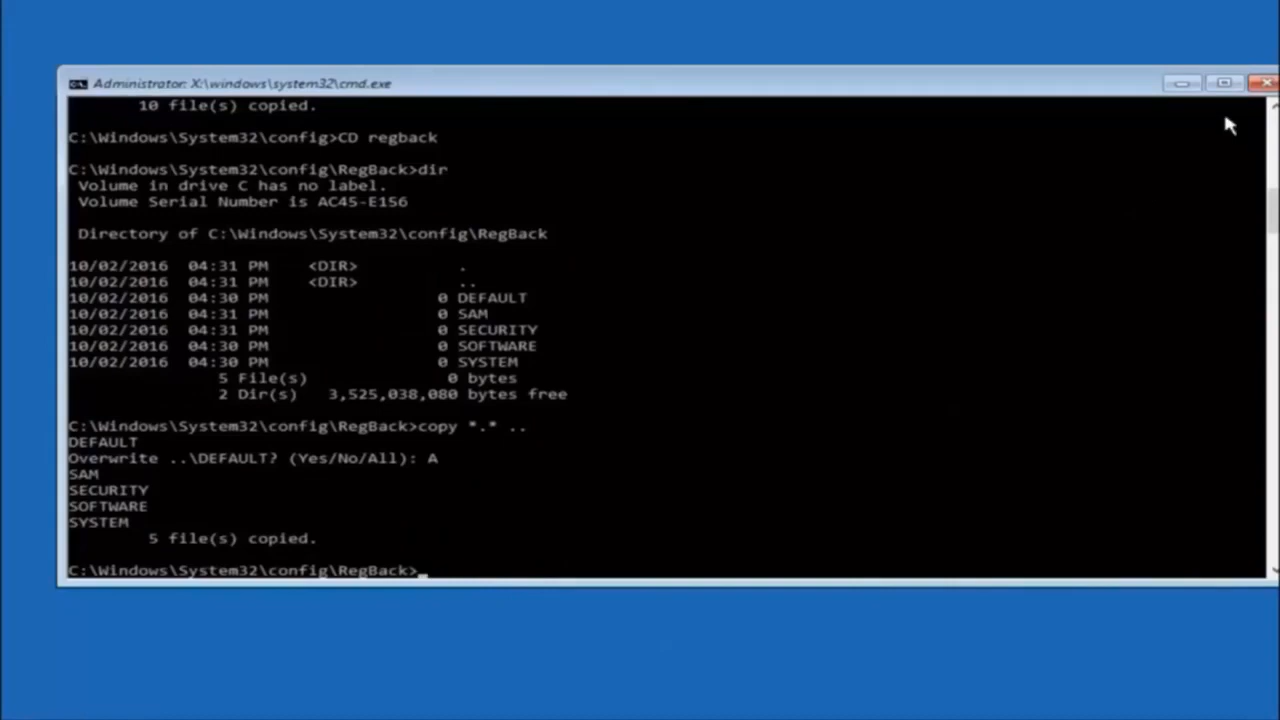 Administrator: X:\windows\system32\cmd.exe
10 file(s) copied.
C:\Windows\System32\config>CD regback
C:\Windows\System32\config\RegBack>dir
Volume in drive C has no label.
Volume Serial Number is AC45-E156
Directory of C:\Windows\System32\config\RegBack
10/02/2016 04:31 PM <DIR> .
10/02/2016 04:31 PM <DIR> ..
10/02/2016 04:30 PM 0 DEFAULT
10/02/2016 04:31 PM 0 SAM
10/02/2016 04:31 PM 0 SECURITY
10/02/2016 04:30 PM 0 SOFTWARE
10/02/2016 04:30 PM 0 SYSTEM
5 File(s) 0 bytes
2 Dir(s) 3,525,038,080 bytes free
C:\Windows\System32\config\RegBack>copy *.* ..
DEFAULT
Overwrite ..\DEFAULT? (Yes/No/All): A
SAM
SECURITY
SOFTWARE
SYSTEM
5 file(s) copied.
C:\Windows\System32\config\RegBack>_